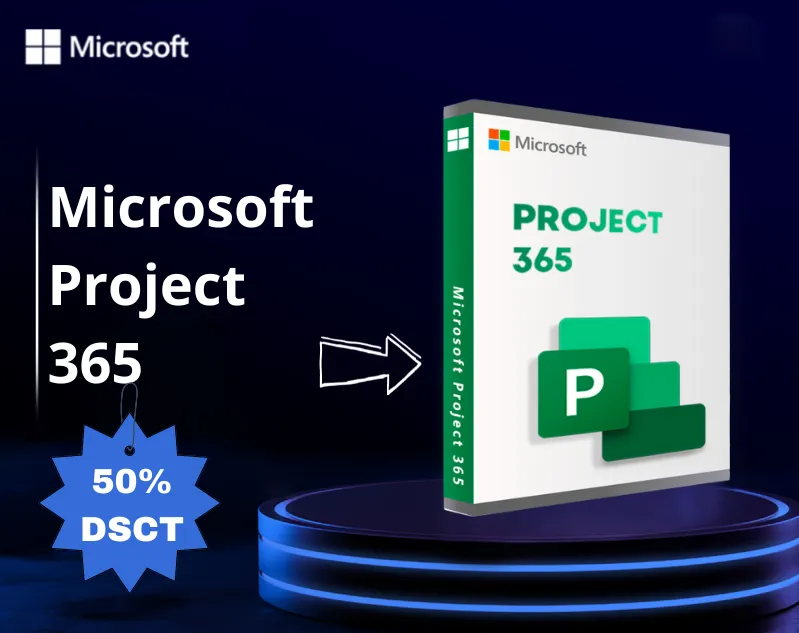 Microsoft
Microsoft
Project
365
50%
DSCT
Microsoft
PROJECT
365
Microsoft Project 365
P